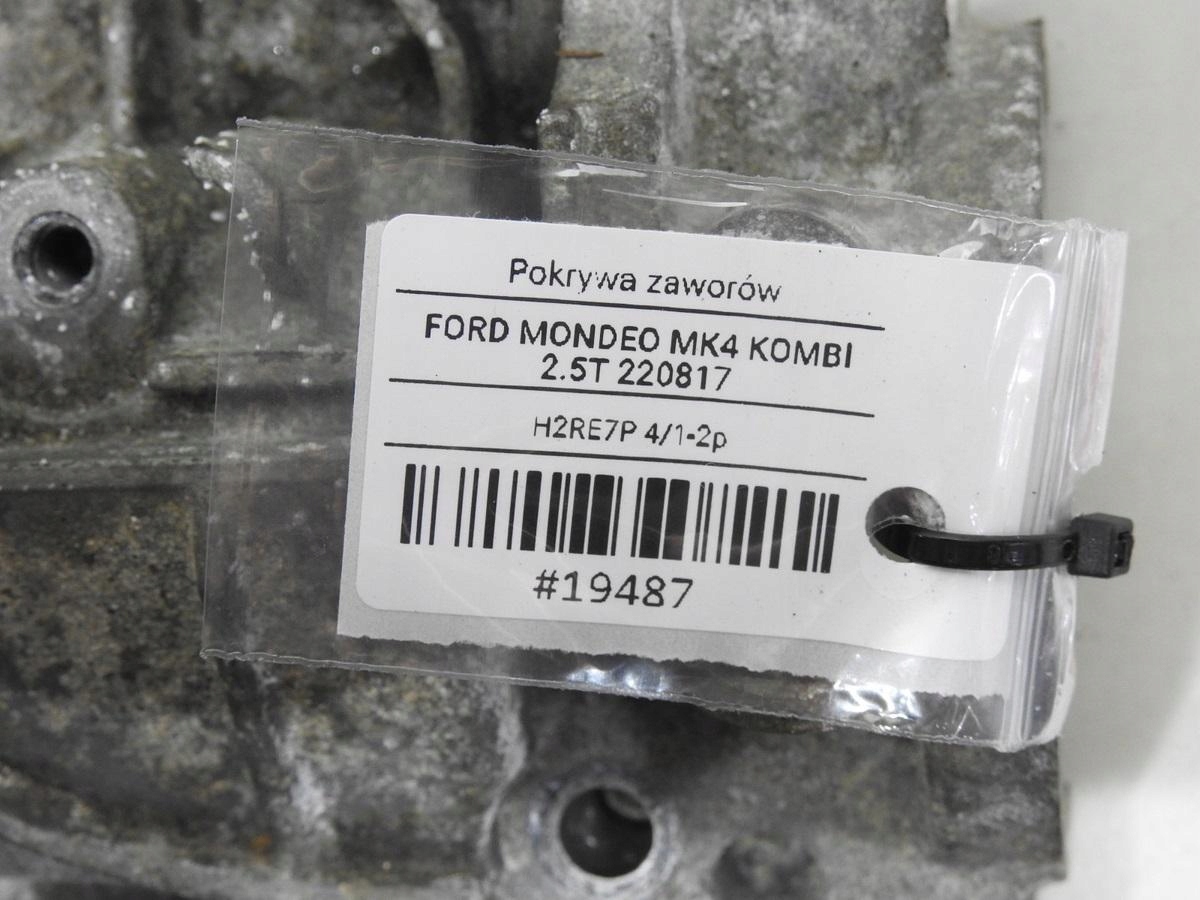 Pokrywa zaworów
FORD MONDEO MK4 KOMBI
2.5T 220817
H2RE7P 4/1-2p
#19487